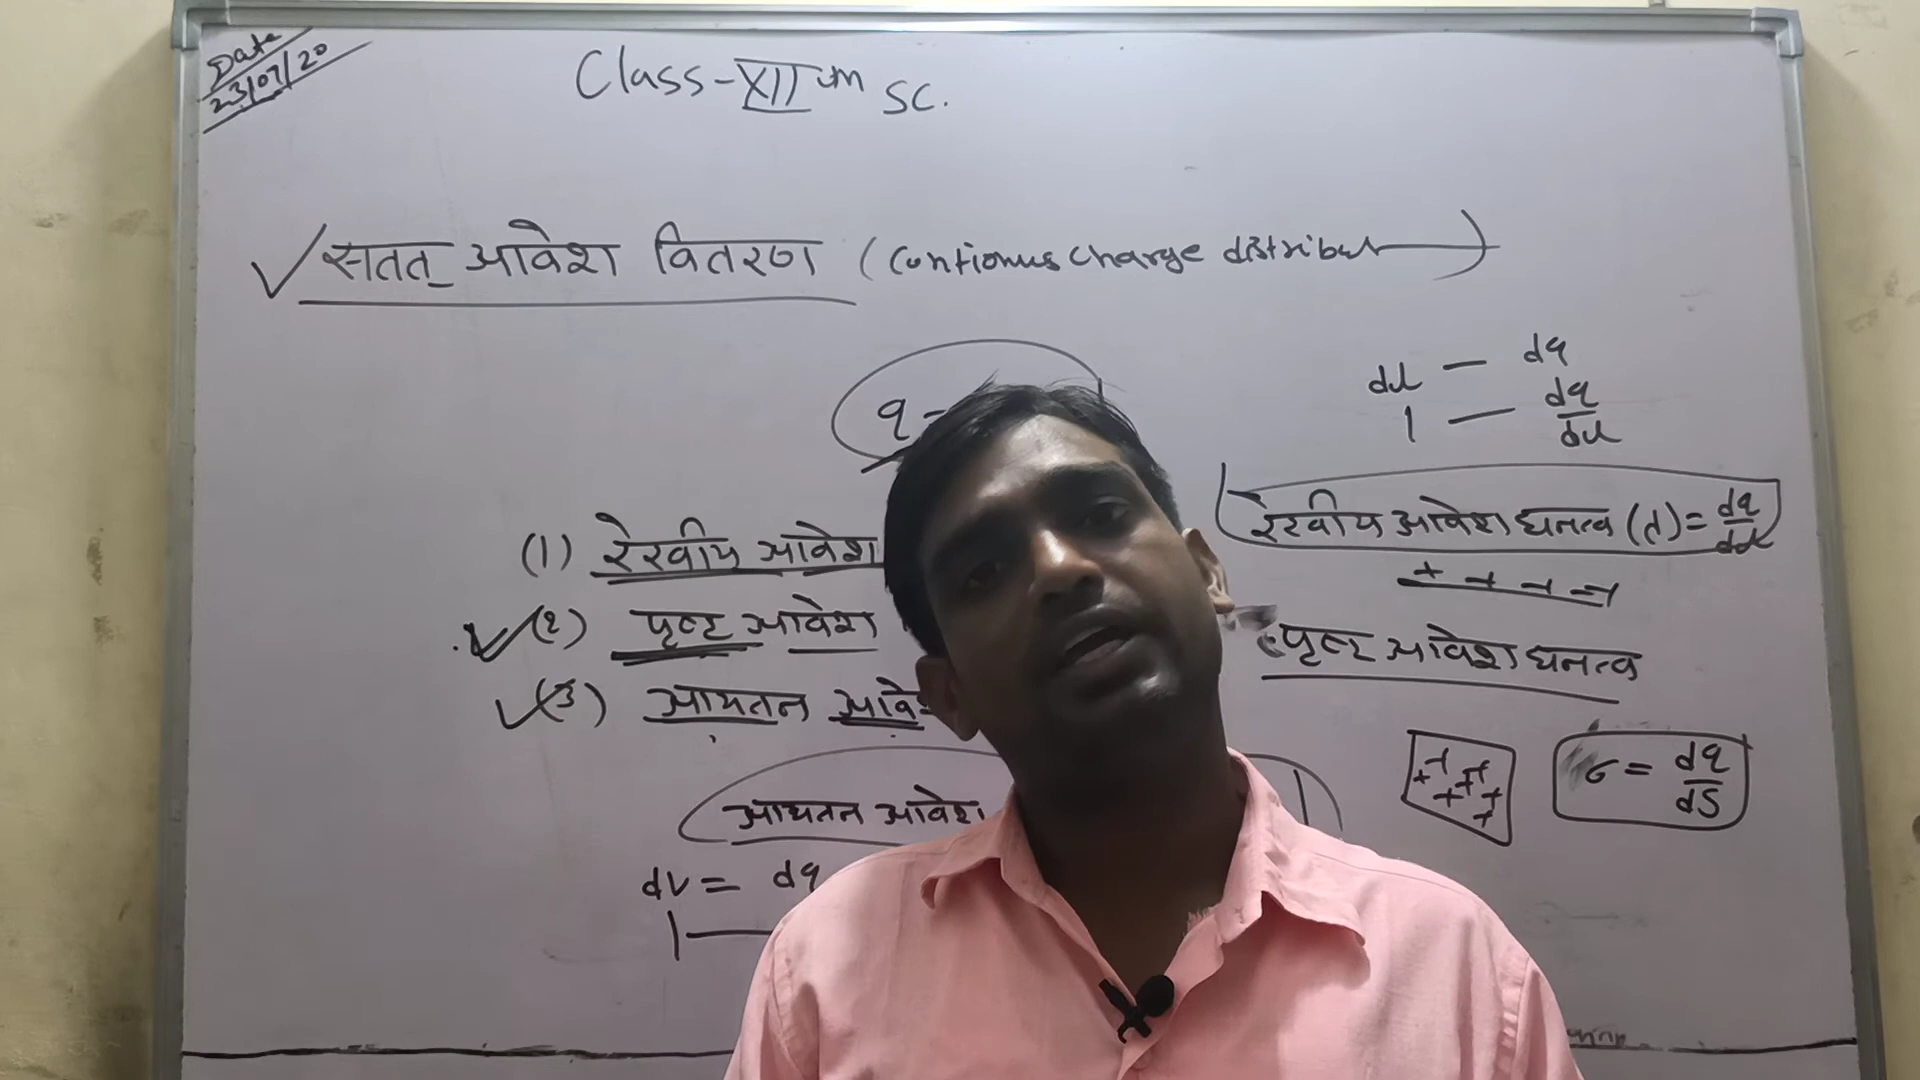 Date
23/07/20
Class-XII SC.
सतत् आवेश वितरण (Contionus charge distribut
q =
dl — dq
1 — dq/dl
(1) रेखीय आवेश
रेखीय आवेश घनत्व (λ) = dq/dl
+ + + +
(2) पृष्ठ आवेश
पृष्ठ आवेश घनत्व
(3) आयतन आवे
+ + + + + + +
σ = dq/dS
आयतन आवेश
dV = dq
1 —